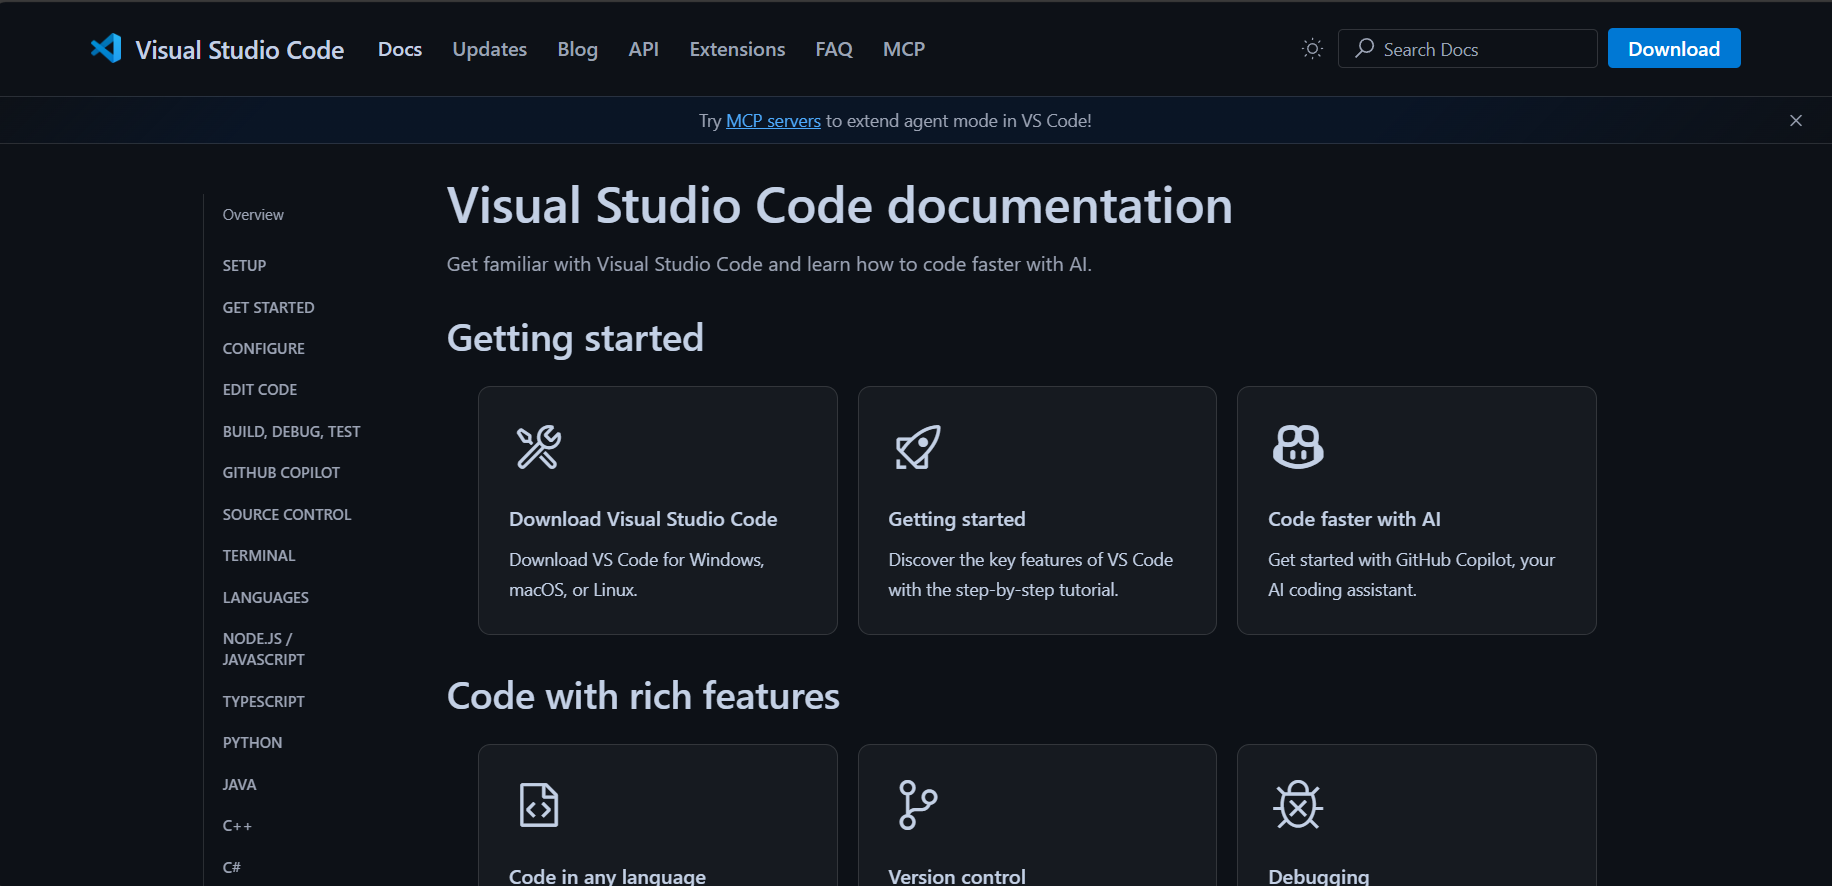 Visual Studio Code
Docs
Updates
Blog
API
Extensions
FAQ
MCP
Search Docs
Download
Try MCP servers to extend agent mode in VS Code!
Overview
SETUP
GET STARTED
CONFIGURE
EDIT CODE
BUILD, DEBUG, TEST
GITHUB COPILOT
SOURCE CONTROL
TERMINAL
LANGUAGES
NODE.JS /
JAVASCRIPT
TYPESCRIPT
PYTHON
JAVA
C++
C#
Visual Studio Code documentation
Get familiar with Visual Studio Code and learn how to code faster with AI.
Getting started
Download Visual Studio Code
Download VS Code for Windows,
macOS, or Linux.
Getting started
Discover the key features of VS Code
with the step-by-step tutorial.
Code faster with AI
Get started with GitHub Copilot, your
AI coding assistant.
Code with rich features
Code in any language
Version control
Debugging